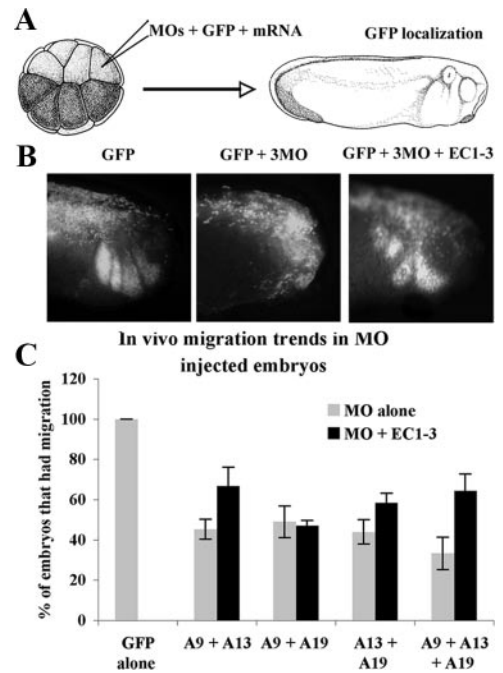 A
MOs + GFP + mRNA
GFP localization
B
GFP
GFP + 3MO
GFP + 3MO + EC1-3
In vivo migration trends in MO
injected embryos
C
% of embryos that had migration
120
100
80
60
40
20
0
MO alone
MO + EC1-3
GFP
alone
A9 + A13
A9 + A19
A13 +
A19
A9 + A13
+ A19